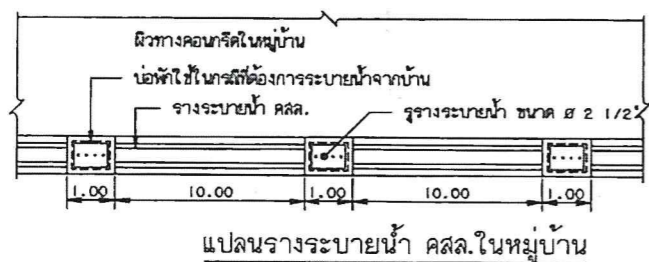 ผิวทางคอนกรีตในหมู่บ้าน
บ่อพักใช้ในกรณีที่ต้องการระบายน้ำจากบ้าน
รางระบายน้ำ คสล.
รูรางระบายน้ำ ขนาด Ø 2 1/2"
1.00 10.00 1.00 10.00 1.00
แปลนรางระบายน้ำ คสล.ในหมู่บ้าน